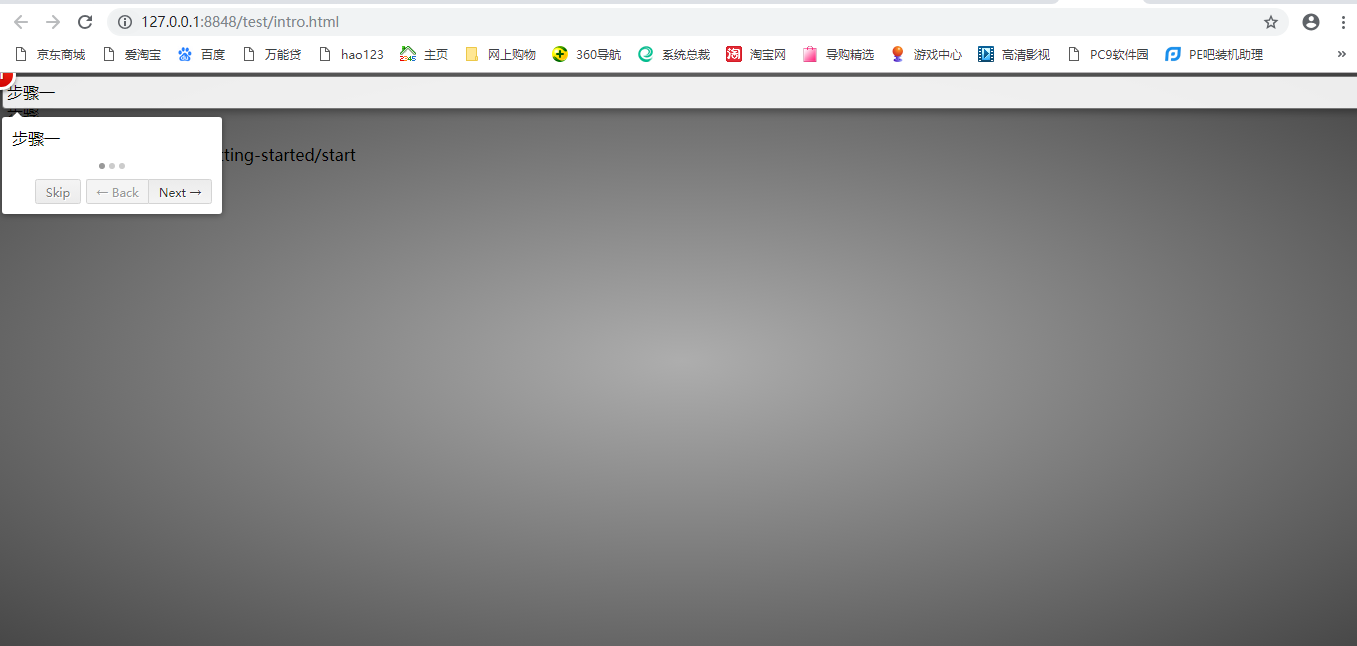 127.0.0.1:8848/test/intro.html
京东商城 爱淘宝 百度 万能贷 hao123 2345 主页 网上购物 360导航 系统总裁 淘 淘宝网 导购精选 游戏中心 高清影视 PC9软件园 PE吧装机助理 »
步骤一
步骤一
ting-started/start
Skip ← Back Next →